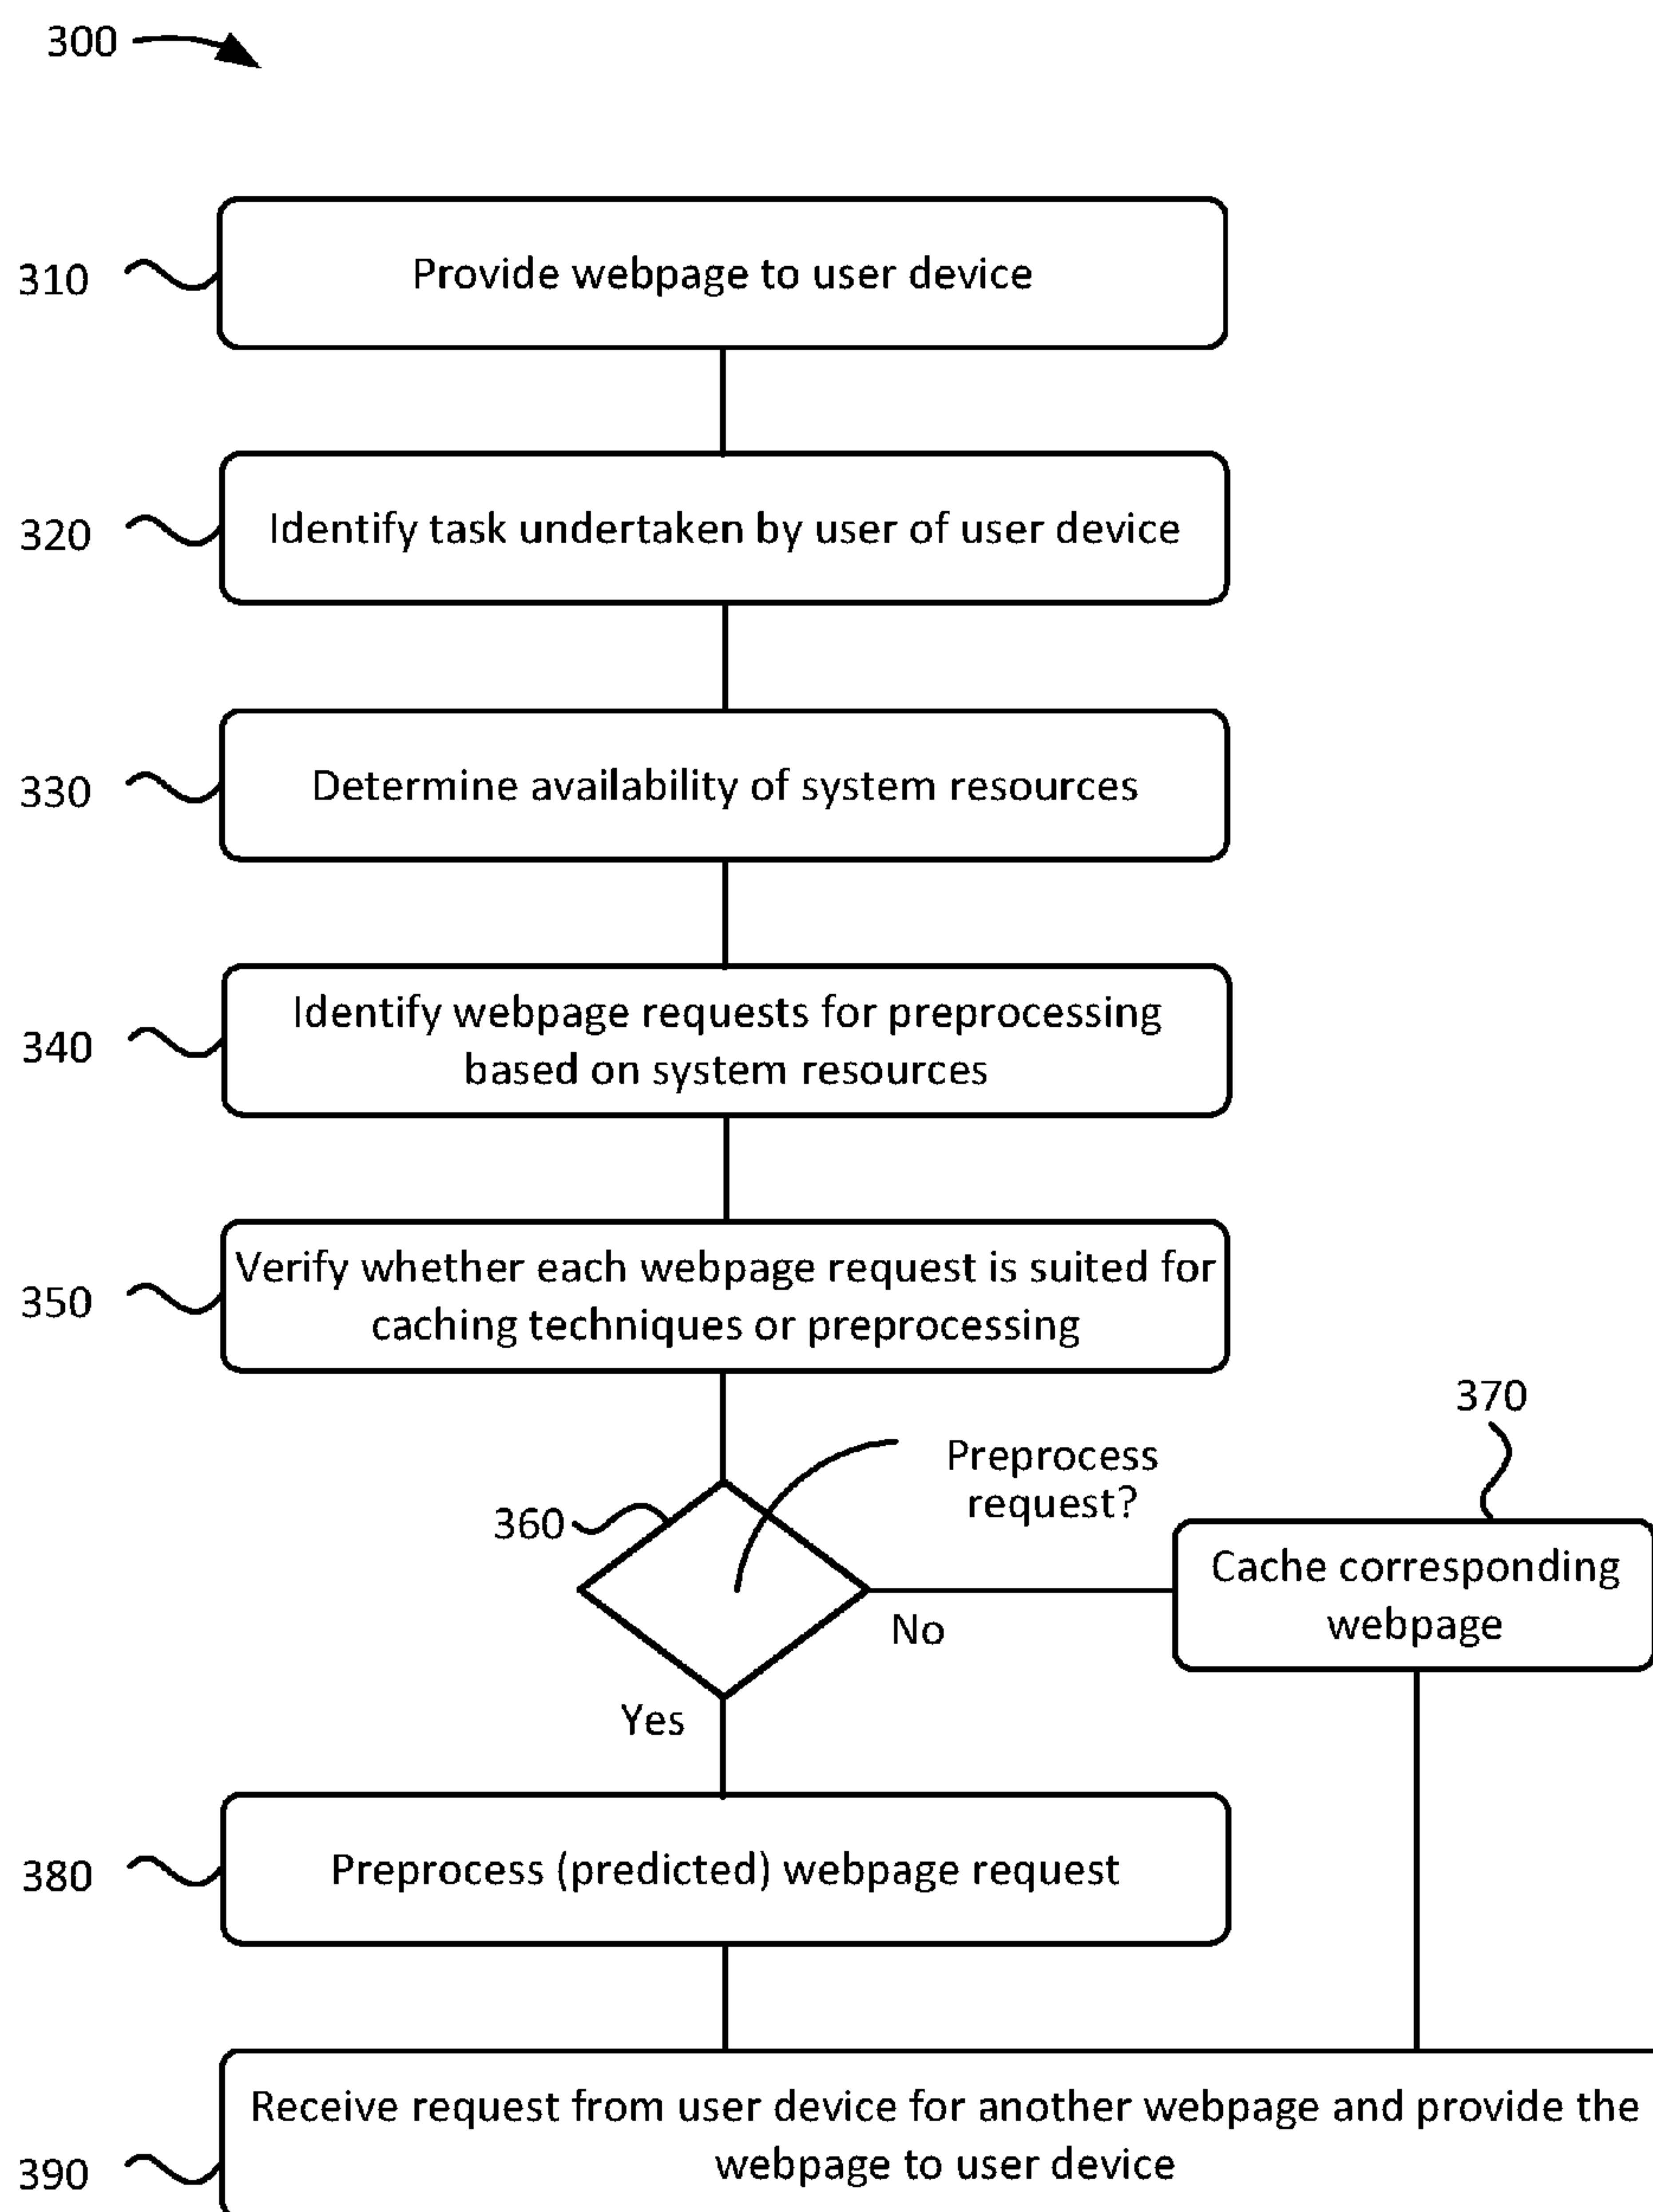 300
310
Provide webpage to user device
320
Identify task undertaken by user of user device
330
Determine availability of system resources
340
Identify webpage requests for preprocessing
based on system resources
350
Verify whether each webpage request is suited for
caching techniques or preprocessing
360
Preprocess
request?
370
Cache corresponding
webpage
No
Yes
380
Preprocess (predicted) webpage request
390
Receive request from user device for another webpage and provide the
webpage to user device